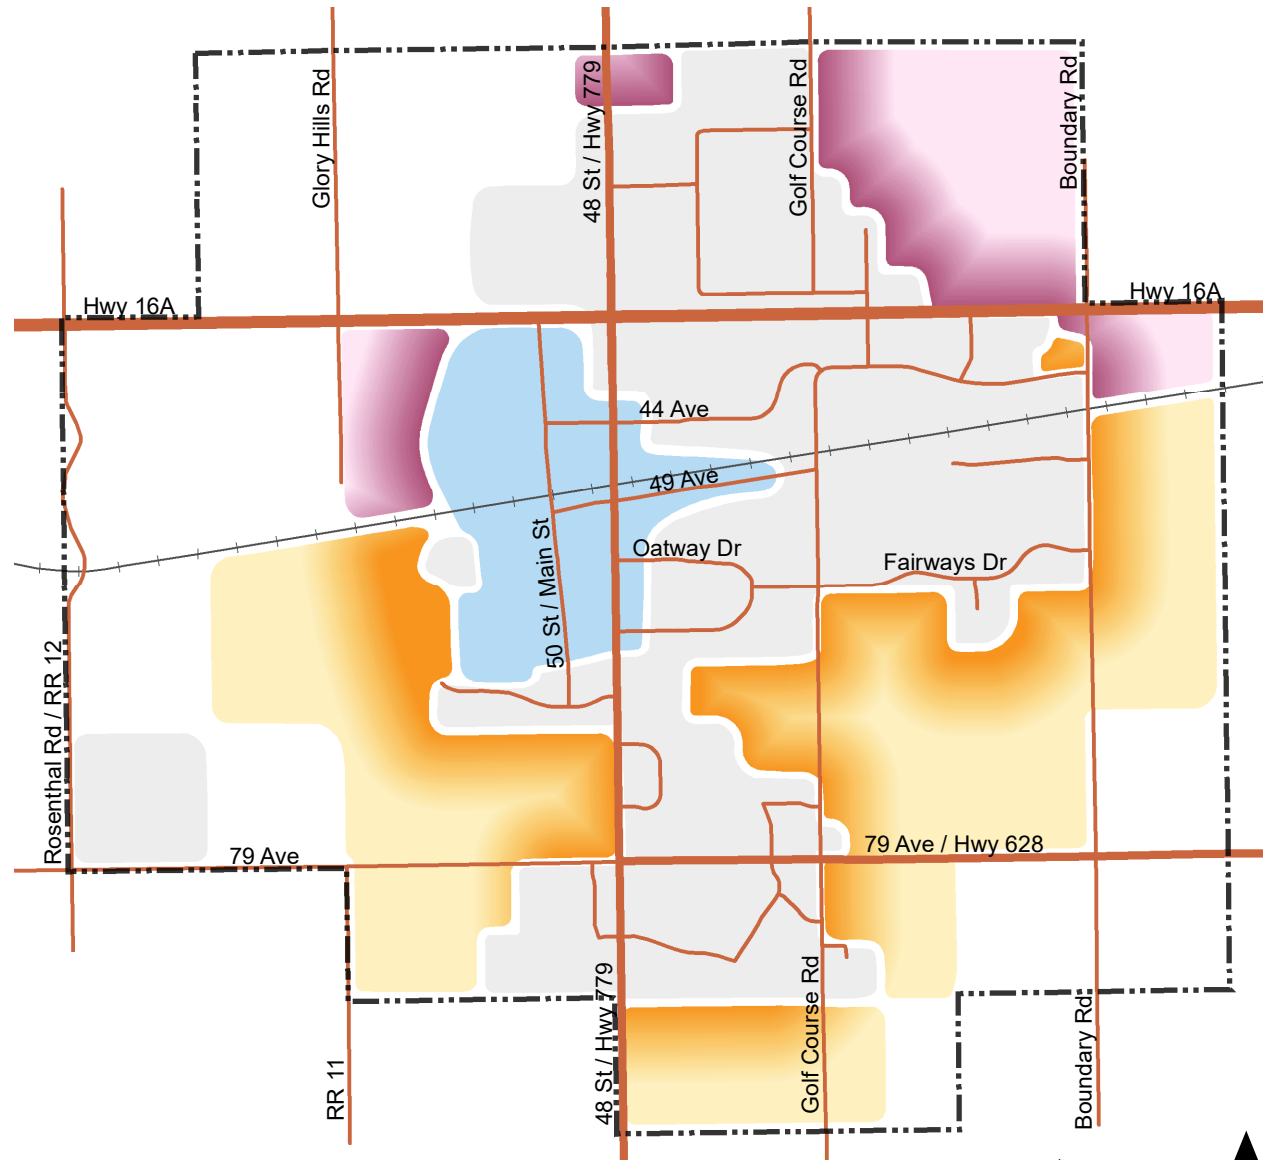 Glory Hills Rd
48 St / Hwy 779
Golf Course Rd
Boundary Rd
Hwy 16A
Hwy 16A
44 Ave
49 Ave
50 St / Main St
Oatway Dr
Fairways Dr
Rosenthal Rd / RR 12
79 Ave
79 Ave / Hwy 628
48 St / Hwy 779
Golf Course Rd
RR 11
Boundary Rd